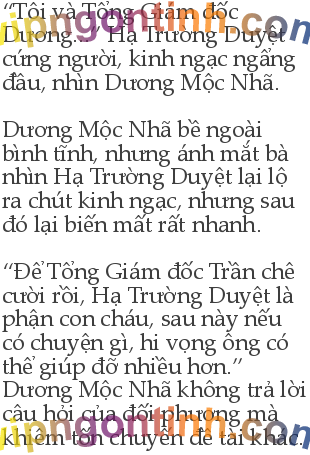 “Tôi và Tổng Giám đốc
Dương...” Hạ Trường Duyệt
cứng người, kinh ngạc ngẩng
đầu, nhìn Dương Mộc Nhã.
Dương Mộc Nhã bề ngoài
bình tĩnh, nhưng ánh mắt bà
nhìn Hạ Trường Duyệt lại lộ
ra chút kinh ngạc, nhưng sau
đó lại biến mất rất nhanh.
“Để Tổng Giám đốc Trần chê
cười rồi, Hạ Trường Duyệt là
phận con cháu, sau này nếu
có chuyện gì, hi vọng ông có
thể giúp đỡ nhiều hơn.”
Dương Mộc Nhã không trả lời
câu hỏi của đối phương mà
khiêm tốn chuyển đề tài khác.
vipngontinh.com
vipngontinh.com